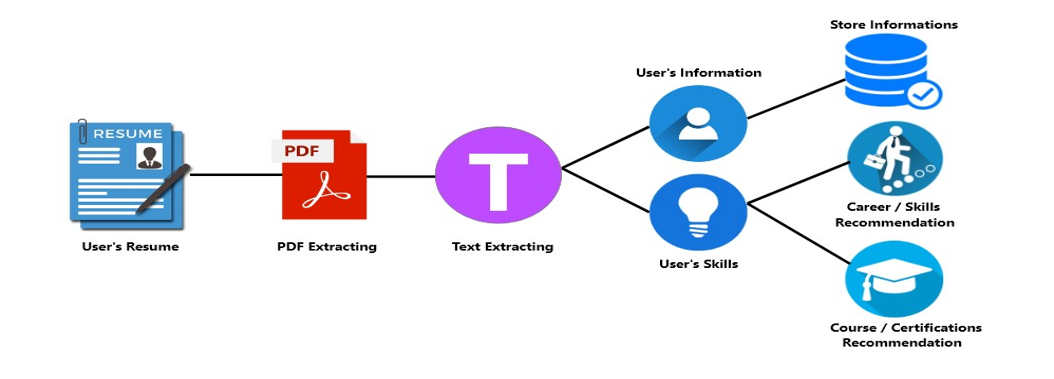 RESUME
User's Resume
PDF
PDF Extracting
T
Text Extracting
User's Information
User's Skills
Store Informations
Career / Skills
Recommendation
Course / Certifications
Recommendation